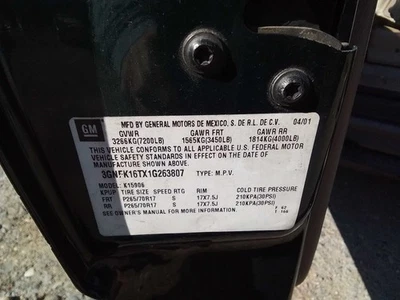 GM
MFD BY GENERAL MOTORS DE MEXICO, S. DE R.L. DE C.V. 04/01
GVWR GAWR FRT GAWR RR
3266KG(7200LB) 1565KG(3450LB) 1814KG(4000LB)
THIS VEHICLE CONFORMS TO ALL APPLICABLE U.S. FEDERAL MOTOR
VEHICLE SAFETY STANDARDS IN EFFECT ON THE DATE OF
MANUFACTURE SHOWN ABOVE.
3GNFK16TX1G263807 TYPE: M.P.V.
MODEL: K15906
KPUP TIRE SIZE SPEED RTG RIM COLD TIRE PRESSURE
FRT P265/70R17 S 17X7.5J 210KPA(30PSI)
RR P265/70R17 S 17X7.5J 210KPA(30PSI)
SEE OWNER'S MANUAL FOR MORE INFORMATION.